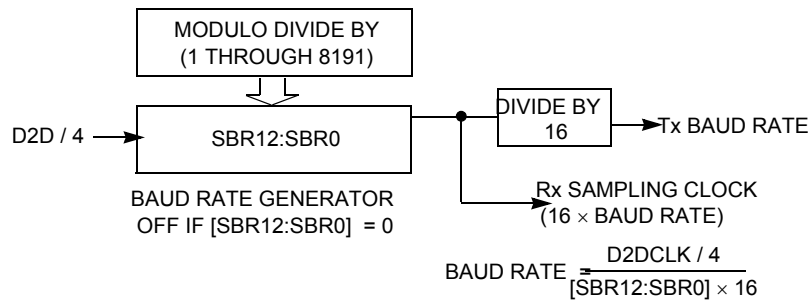 MODULO DIVIDE BY
(1 THROUGH 8191)
D2D / 4
SBR12:SBR0
DIVIDE BY
16
Tx BAUD RATE
BAUD RATE GENERATOR
OFF IF [SBR12:SBR0] = 0
Rx SAMPLING CLOCK
(16 × BAUD RATE)
BAUD RATE =
D2DCLK / 4
[SBR12:SBR0] × 16